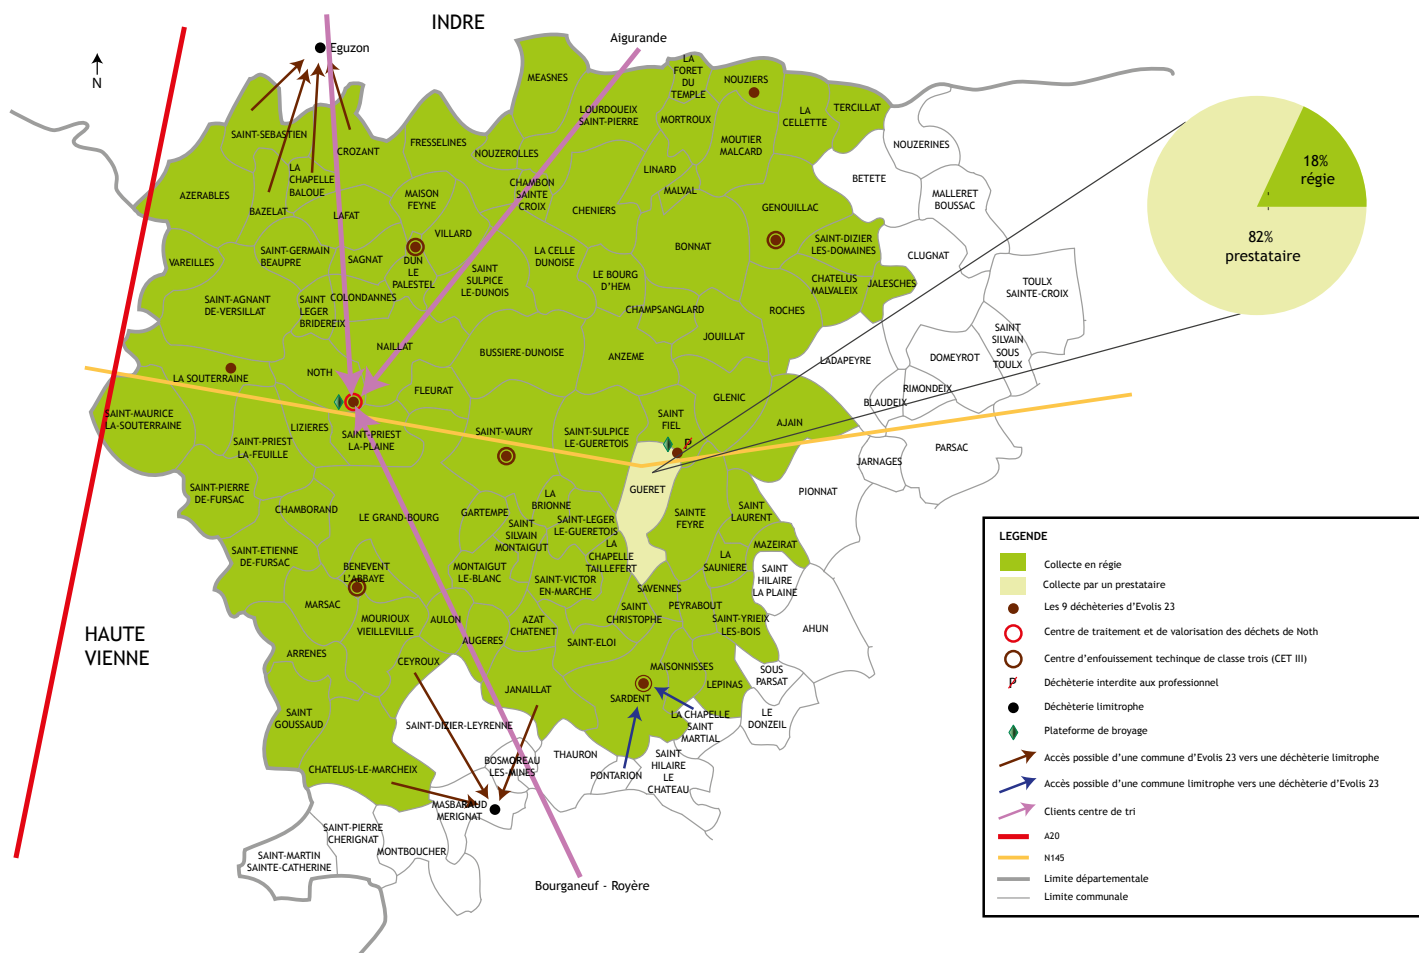 INDRE
Aigurande
Eguzon
N
MEASNES
LA
FORET
DU
TEMPLE
NOUZIERS
TERCILLAT
LA
CELLETTE
LOURDOUEIX
SAINT-PIERRE
MORTROUX
MOUTIER
MALCARD
NOUZERINES
SAINT-SEBASTIEN
CROZANT
FRESSELINES
NOUZEROLLES
LA
CHAPELLE
BALOUE
LINARD
BETETE
MALLERET
BOUSSAC
AZERABLES
BAZELAT
LAFAT
MAISON
FEYNE
CHAMBON
SAINTE
CROIX
CHENIERS
MALVAL
GENOUILLAC
VILLARD
SAINT-GERMAIN
BEAUPRE
SAGNAT
DUN
LE
PALESTEL
LA CELLE
DUNOISE
BONNAT
SAINT-DIZIER
LES-DOMAINES
CLUGNAT
VAREILLES
SAINT
SULPICE
LE-DUNOIS
LE BOURG
D'HEM
CHATELUS
MALVALEIX
JALESCHES
TOULX
SAINTE-CROIX
SAINT-AGNANT
DE-VERSILLAT
SAINT
LEGER
BRIDEREIX
COLONDANNES
CHAMPSANGLARD
ROCHES
JOUILLAT
SAINT
SILVAIN
SOUS
TOULX
NAILLAT
BUSSIERE-DUNOISE
ANZEME
LADAPEYRE
DOMEYROT
LA SOUTERRAINE
NOTH
FLEURAT
GLENIC
RIMONDEIX
BLAUDEIX
SAINT-MAURICE
LA-SOUTERRAINE
LIZIERES
SAINT-PRIEST
LA-PLAINE
SAINT-VAURY
SAINT-SULPICE
LE-GUERETOIS
SAINT
FIEL
P
AJAIN
SAINT-PRIEST
LA-FEUILLE
PARSAC
JARNAGES
SAINT-PIERRE
DE-FURSAC
GUERET
PIONNAT
CHAMBORAND
LE GRAND-BOURG
GARTEMPE
LA
BRIONNE
SAINT
SILVAIN
MONTAIGUT
SAINT-LEGER
LE-GUERETOIS
SAINTE
FEYRE
SAINT
LAURENT
MAZEIRAT
SAINT-ETIENNE
DE-FURSAC
BENEVENT
L'ABBAYE
MONTAIGUT
LE-BLANC
LA
CHAPELLE
TAILLEFERT
LA
SAUNIERE
SAINT
HILAIRE
LA PLAINE
SAINT-VICTOR
EN-MARCHE
SAVENNES
MARSAC
MOURIOUX
VIEILLEVILLE
AULON
AZAT
CHATENET
SAINT
CHRISTOPHE
PEYRABOUT
SAINT-YRIEIX
LES-BOIS
AHUN
HAUTE
VIENNE
ARRENES
AUGERES
SAINT-ELOI
CEYROUX
MAISONNISSES
SOUS
PARSAT
JANAILLAT
SARDENT
LEPINAS
SAINT
GOUSSAUD
SAINT-DIZIER-LEYRENNE
LA CHAPELLE
SAINT
MARTIAL
LE
DONZEIL
CHATELUS-LE-MARCHEIX
BOSMOREAU
LES-MINES
THAURON
PONTARION
SAINT
HILAIRE
LE
CHATEAU
MASBARAUD
MERIGNAT
SAINT-PIERRE
CHERIGNAT
MONTBOUCHER
SAINT-MARTIN
SAINTE-CATHERINE
Bourganeuf - Royère
18%
régie
82%
prestataire
LEGENDE
Collecte en régie
Collecte par un prestataire
Les 9 déchèteries d'Evolis 23
Centre de traitement et de valorisation des déchets de Noth
Centre d'enfouissement techinque de classe trois (CET III)
P Déchèterie interdite aux professionnel
Déchèterie limitrophe
Plateforme de broyage
Accès possible d'une commune d'Evolis 23 vers une déchèterie limitrophe
Accès possible d'une commune limitrophe vers une déchèterie d'Evolis 23
Clients centre de tri
A20
N145
Limite départementale
Limite communale